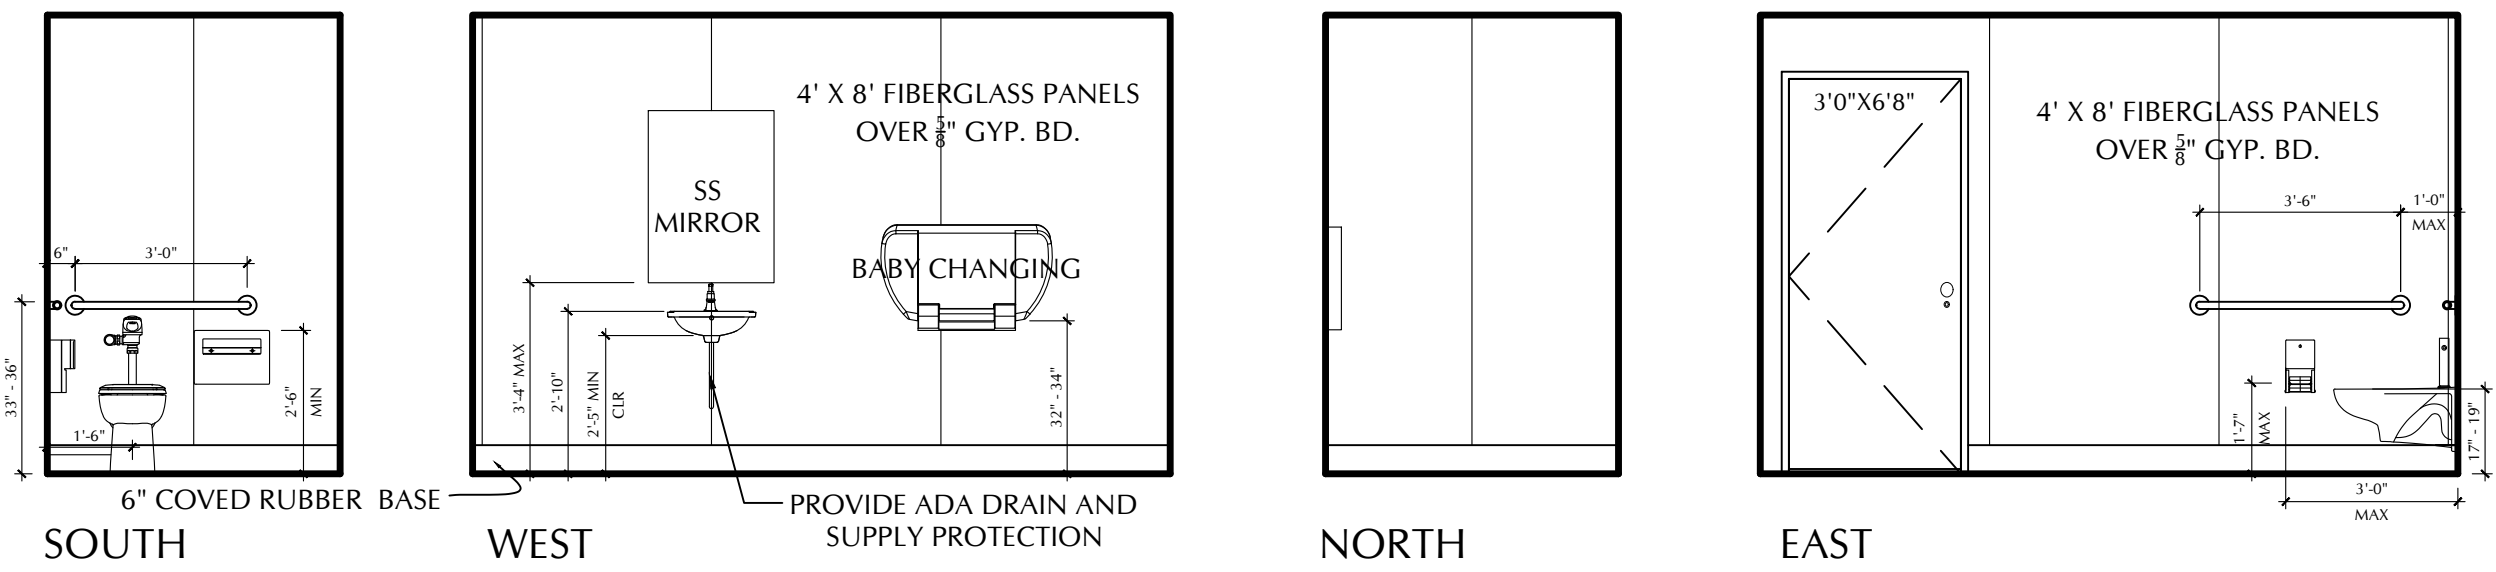 6"
3'-0"
33" - 36"
1'-6"
2'-6"
MIN
6" COVED RUBBER BASE
SOUTH
4' X 8' FIBERGLASS PANELS
OVER 5/8" GYP. BD.
SS
MIRROR
BABY CHANGING
3'-4" MAX
2'-10"
2'-5" MIN
CLR
32" - 34"
PROVIDE ADA DRAIN AND
SUPPLY PROTECTION
WEST
NORTH
3'0"X6'8"
4' X 8' FIBERGLASS PANELS
OVER 5/8" GYP. BD.
3'-6"
1'-0"
MAX
1'-7"
MAX
17" - 19"
3'-0"
MAX
EAST